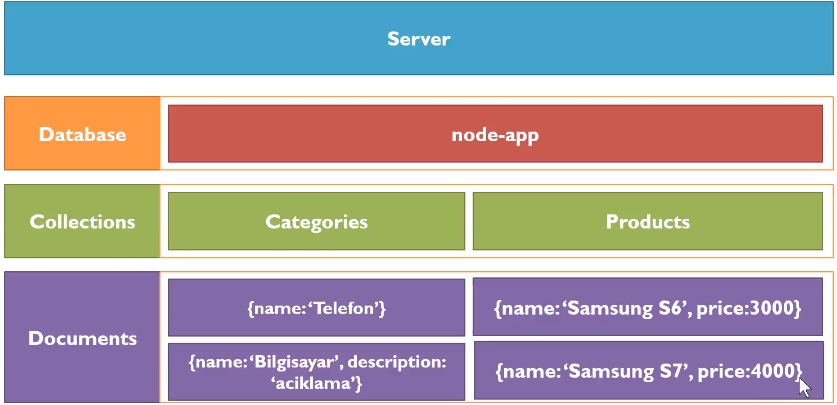 Server
Database
node-app
Collections
Categories
Products
Documents
{name:‘Telefon’}
{name:‘Samsung S6’, price:3000}
{name:‘Bilgisayar’, description:
‘aciklama’}
{name:‘Samsung S7’, price:4000}